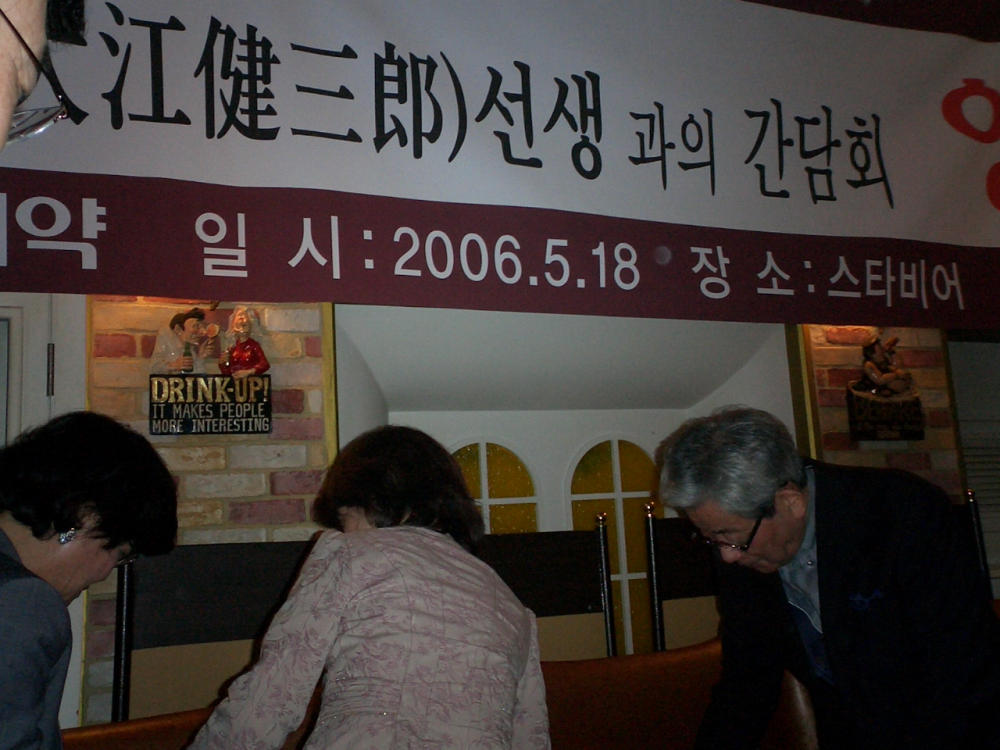 大江健三郎)선생 과의 간담회
약 일 시 : 2006.5.18 장 소 : 스타비어
DRINK-UP!
IT MAKES PEOPLE
MORE INTERESTING